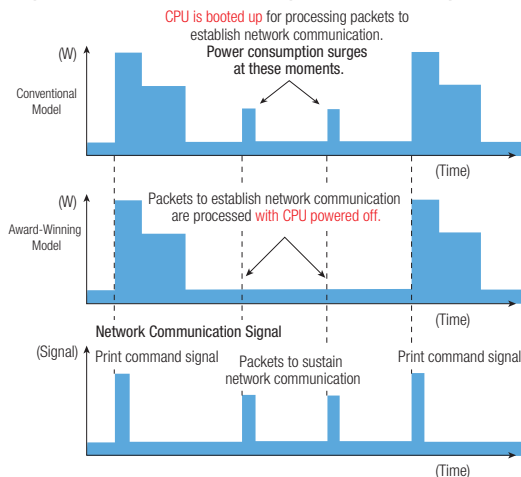 CPU is booted up for processing packets to
establish network communication.
Power consumption surges
at these moments.
(W)
Conventional
Model
(Time)
(W)
Award-Winning
Model
Packets to establish network communication
are processed with CPU powered off.
(Time)
Network Communication Signal
(Signal)
Print command signal
Packets to sustain
network communication
Print command signal
(Time)